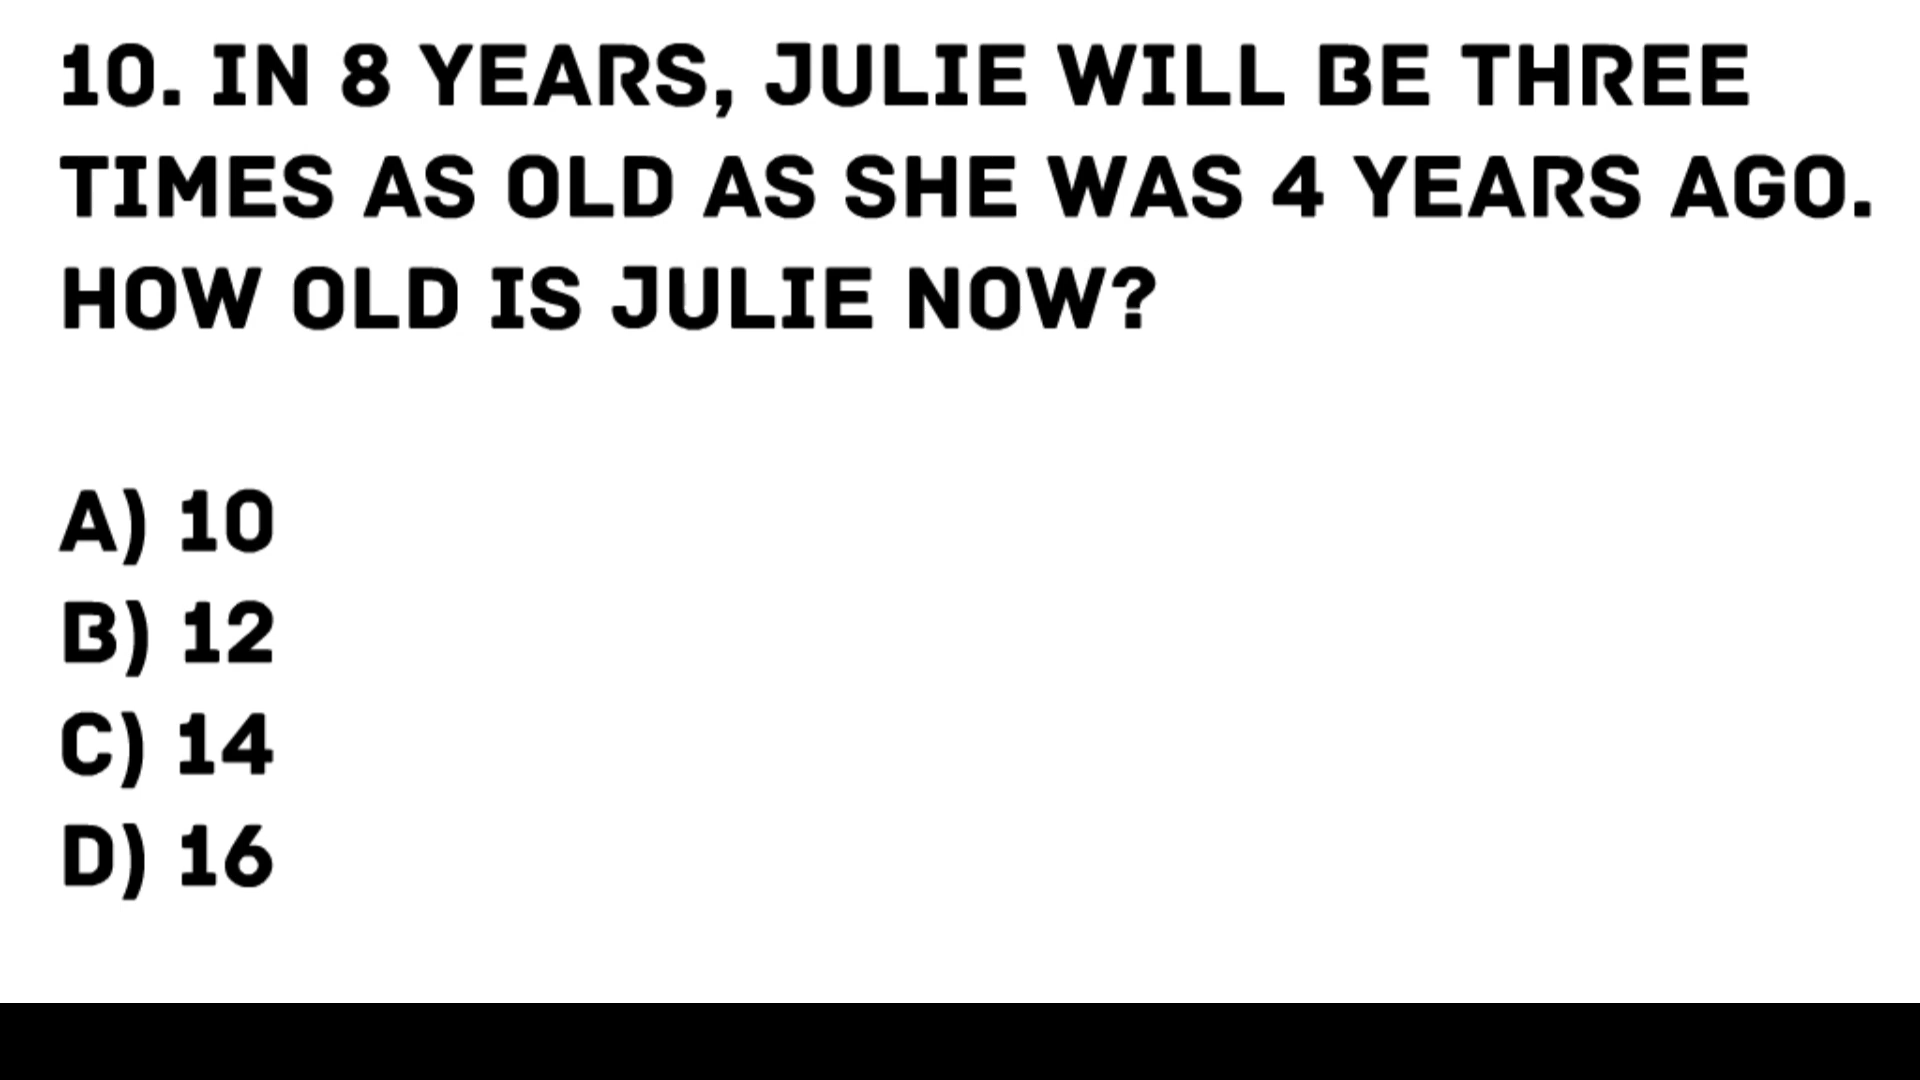 10. IN 8 YEARS, JULIE WILL BE THREE
TIMES AS OLD AS SHE WAS 4 YEARS AGO.
HOW OLD IS JULIE NOW?
A) 10
B) 12
C) 14
D) 16